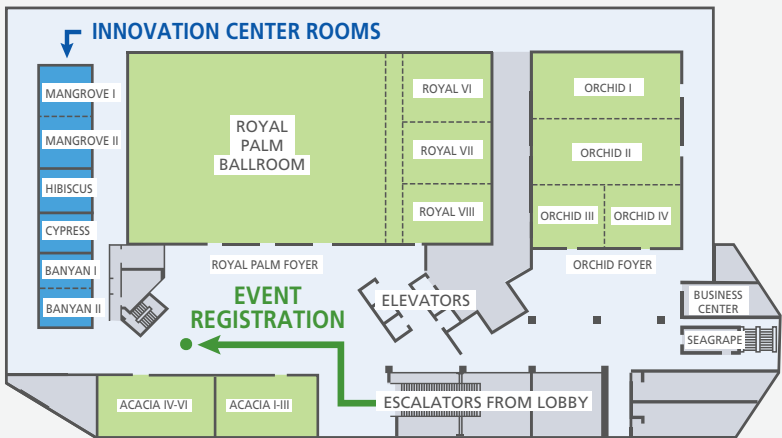 INNOVATION CENTER ROOMS
MANGROVE I
MANGROVE II
HIBISCUS
CYPRESS
BANYAN I
BANYAN II
ROYAL
PALM
BALLROOM
ROYAL VI
ROYAL VII
ROYAL VIII
ORCHID I
ORCHID II
ORCHID III
ORCHID IV
ROYAL PALM FOYER
ORCHID FOYER
EVENT
REGISTRATION
ELEVATORS
BUSINESS
CENTER
SEAGRAPE
ACACIA IV-VI
ACACIA I-III
ESCALATORS FROM LOBBY